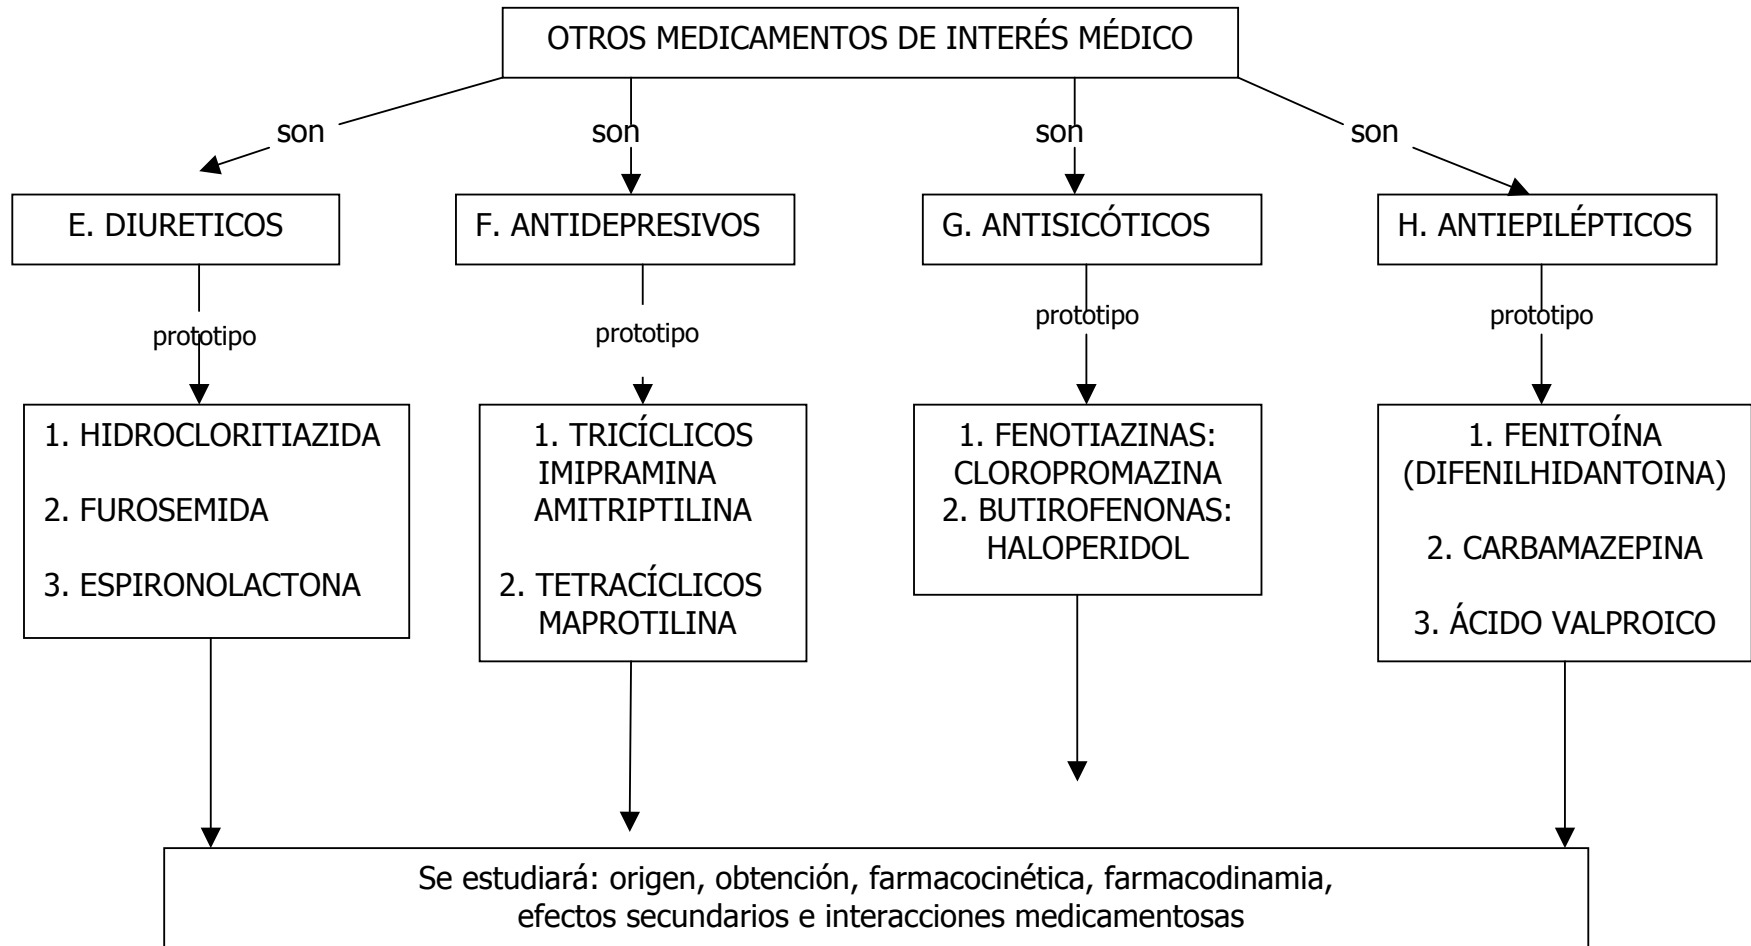 OTROS MEDICAMENTOS DE INTERÉS MÉDICO
son
son
son
son
E. DIURETICOS
F. ANTIDEPRESIVOS
G. ANTISICÓTICOS
H. ANTIEPILÉPTICOS
prototipo
prototipo
prototipo
prototipo
1. HIDROCLORITIAZIDA
2. FUROSEMIDA
3. ESPIRONOLACTONA
1. TRICÍCLICOS
IMIPRAMINA
AMITRIPTILINA
2. TETRACÍCLICOS
MAPROTILINA
1. FENOTIAZINAS:
CLOROPROMAZINA
2. BUTIROFENONAS:
HALOPERIDOL
1. FENITOÍNA
(DIFENILHIDANTOINA)
2. CARBAMAZEPINA
3. ÁCIDO VALPROICO
Se estudiará: origen, obtención, farmacocinética, farmacodinamia,
efectos secundarios e interacciones medicamentosas